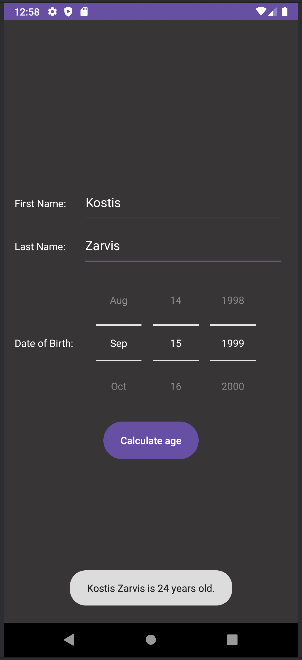 12:58
First Name: Kostis
Last Name: Zarvis
Aug 14 1998
Date of Birth: Sep 15 1999
Oct 16 2000
Calculate age
Kostis Zarvis is 24 years old.